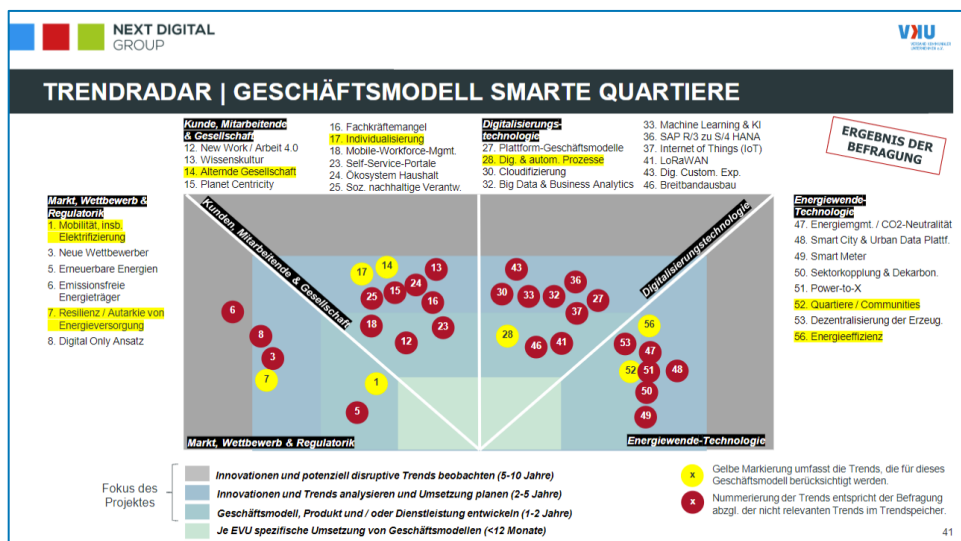 NEXT DIGITAL
GROUP
VKU
TRENDRADAR | GESCHÄFTSMODELL SMARTE QUARTIERE
ERGEBNIS DER
BEFRAGUNG
Kunde, Mitarbeitende
& Gesellschaft
12. New Work / Arbeit 4.0
13. Wissenskultur
14. Alternde Gesellschaft
15. Planet Centricity
16. Fachkräftemangel
17. Individualisierung
18. Mobile-Workforce-Mgmt.
23. Self-Service-Portale
24. Ökosystem Haushalt
25. Soz. nachhaltige Verantw.
Digitalisierungs-
technologie
27. Plattform-Geschäftsmodelle
28. Dig. & autom. Prozesse
30. Cloudifizierung
32. Big Data & Business Analytics
33. Machine Learning & KI
36. SAP R/3 zu S/4 HANA
37. Internet of Things (IoT)
41. LoRaWAN
43. Dig. Custom. Exp.
46. Breitbandausbau
Markt, Wettbewerb &
Regulatorik
1. Mobilität, insb.
Elektrifizierung
3. Neue Wettbewerber
5. Erneuerbare Energien
6. Emissionsfreie
Energieträger
7. Resilienz / Autarkie von
Energieversorgung
8. Digital Only Ansatz
Kunden, Mitarbeitende & Gesellschaft
Digitalisierungstechnologie
Markt, Wettbewerb & Regulatorik
Energiewende-Technologie
6
8
3
7
17
14
13
25
15
24
16
18
12
23
1
5
43
30
33
32
36
27
37
28
46
41
56
53
47
52
51
48
50
49
Energiewende-
Technologie
47. Energiemgmt. / CO2-Neutralität
48. Smart City & Urban Data Plattf.
49. Smart Meter
50. Sektorkopplung & Dekarbon.
51. Power-to-X
52. Quartiere / Communities
53. Dezentralisierung der Erzeug.
56. Energieeffizienz
Fokus des
Projektes
Innovationen und potenziell disruptive Trends beobachten (5-10 Jahre)
Innovationen und Trends analysieren und Umsetzung planen (2-5 Jahre)
Geschäftsmodell, Produkt und / oder Dienstleistung entwickeln (1-2 Jahre)
Je EVU spezifische Umsetzung von Geschäftsmodellen (<12 Monate)
x
Gelbe Markierung umfasst die Trends, die für dieses
Geschäftsmodell berücksichtigt werden.
x
Nummerierung der Trends entspricht der Befragung
abzgl. der nicht relevanten Trends im Trendspeicher.
41